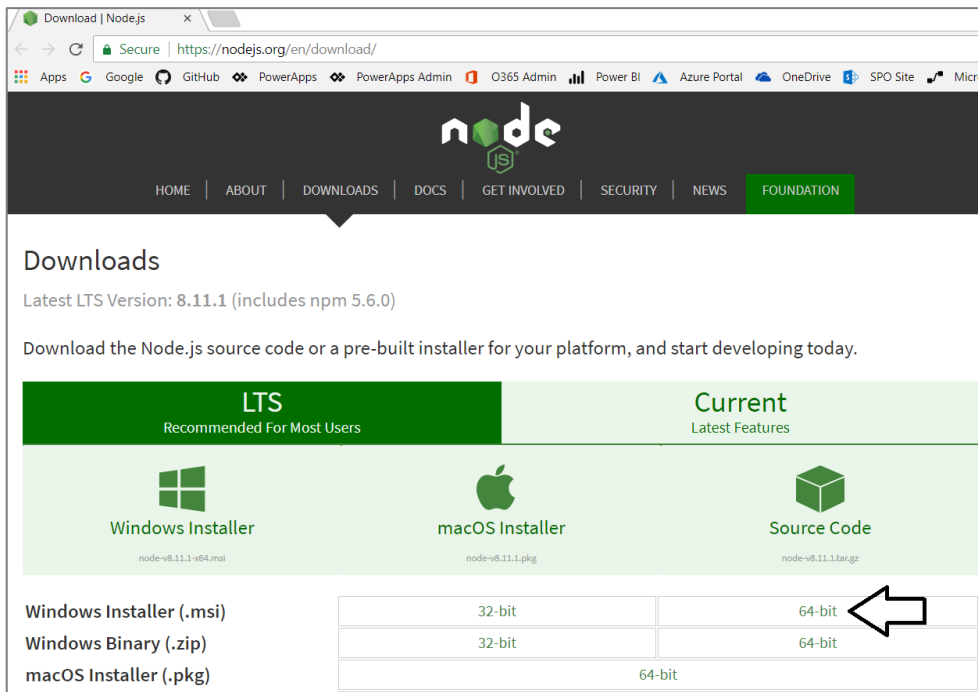 Download | Node.js
Secure | https://nodejs.org/en/download/
Apps Google GitHub PowerApps PowerApps Admin O365 Admin Power BI Azure Portal OneDrive SPO Site Micr
node
JS
HOME ABOUT DOWNLOADS DOCS GET INVOLVED SECURITY NEWS FOUNDATION
Downloads
Latest LTS Version: 8.11.1 (includes npm 5.6.0)
Download the Node.js source code or a pre-built installer for your platform, and start developing today.
LTS Current
Recommended For Most Users Latest Features
Windows Installer macOS Installer Source Code
node-v8.11.1-x64.msi node-v8.11.1.pkg node-v8.11.1.tar.gz
Windows Installer (.msi) 32-bit 64-bit
Windows Binary (.zip) 32-bit 64-bit
macOS Installer (.pkg) 64-bit